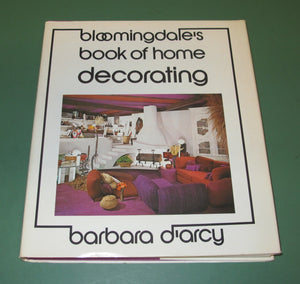 bloomingdale's
book of home
decorating
barbara d'arcy